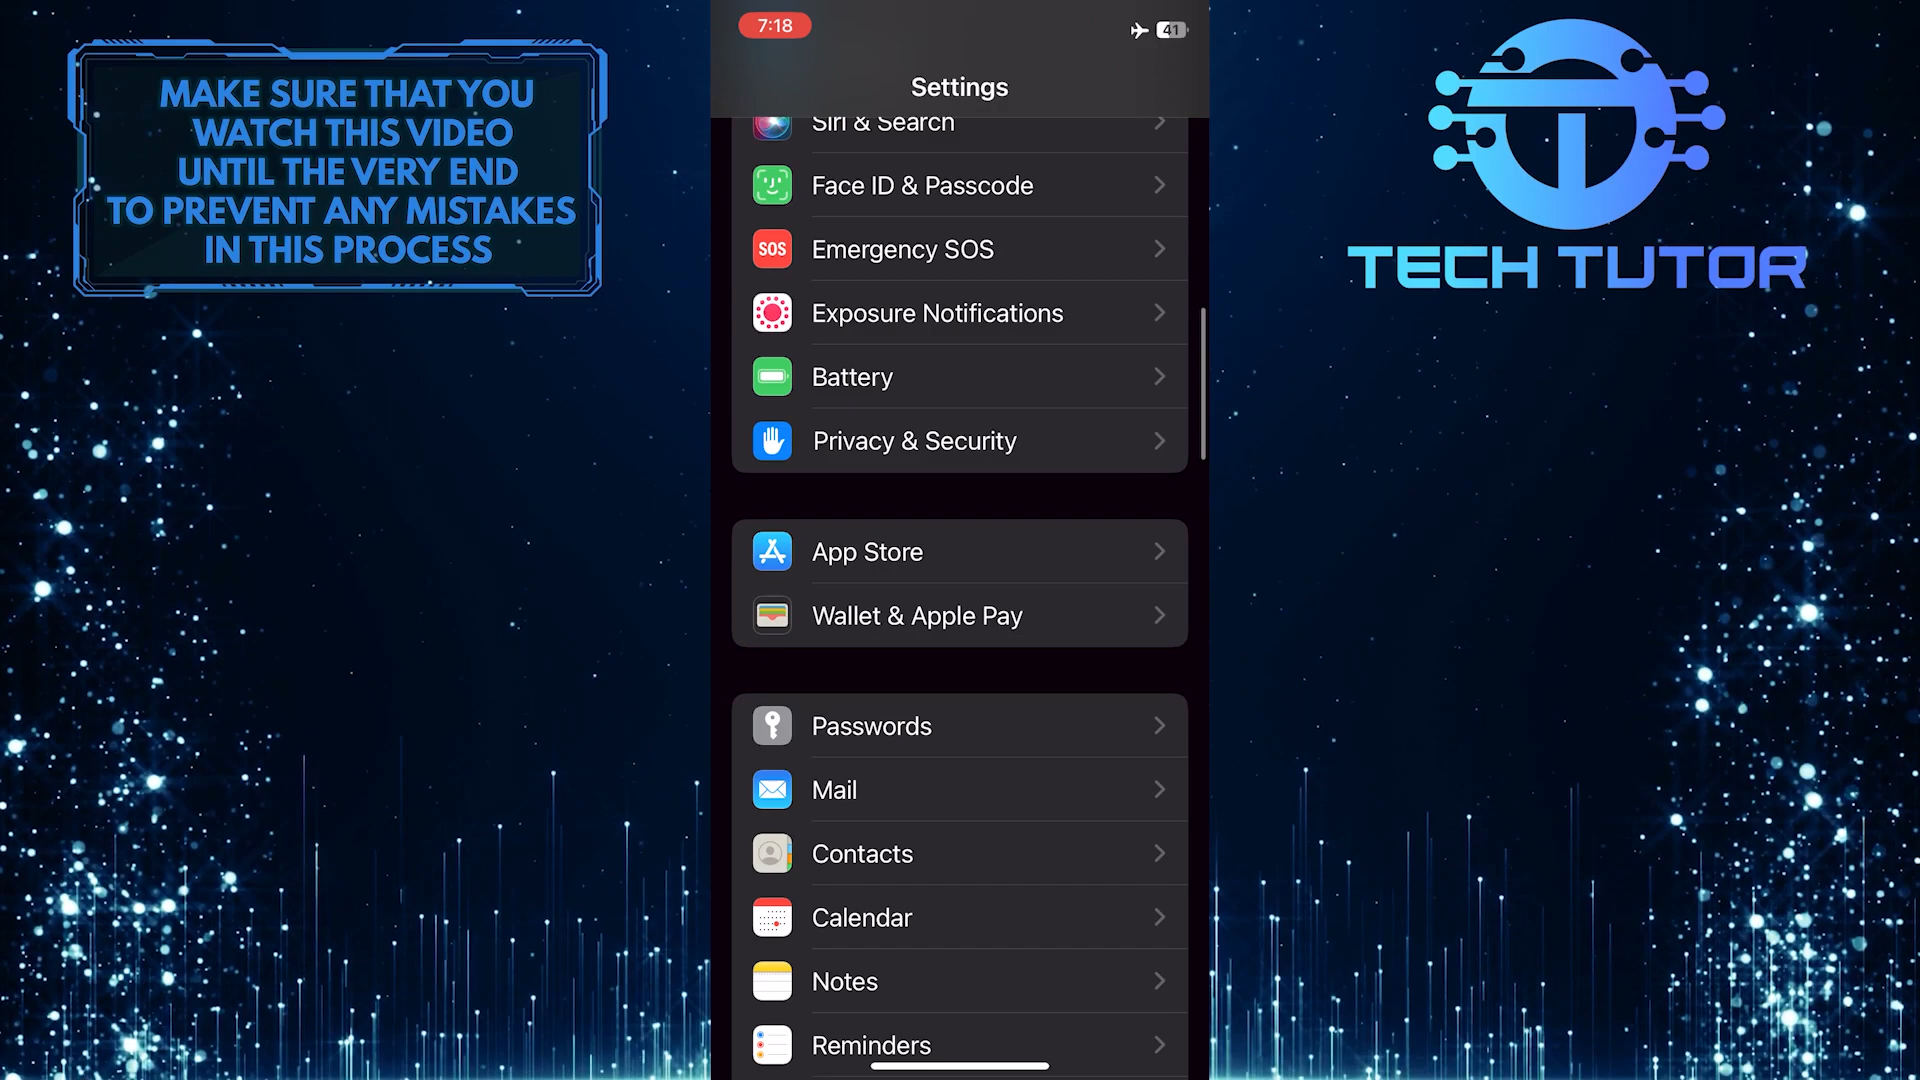 MAKE SURE THAT YOU
WATCH THIS VIDEO
UNTIL THE VERY END
TO PREVENT ANY MISTAKES
IN THIS PROCESS
7:18
41
Settings
Siri & Search
Face ID & Passcode
SOS
Emergency SOS
Exposure Notifications
Battery
Privacy & Security
App Store
Wallet & Apple Pay
Passwords
Mail
Contacts
Calendar
Notes
Reminders
TECH TUTOR